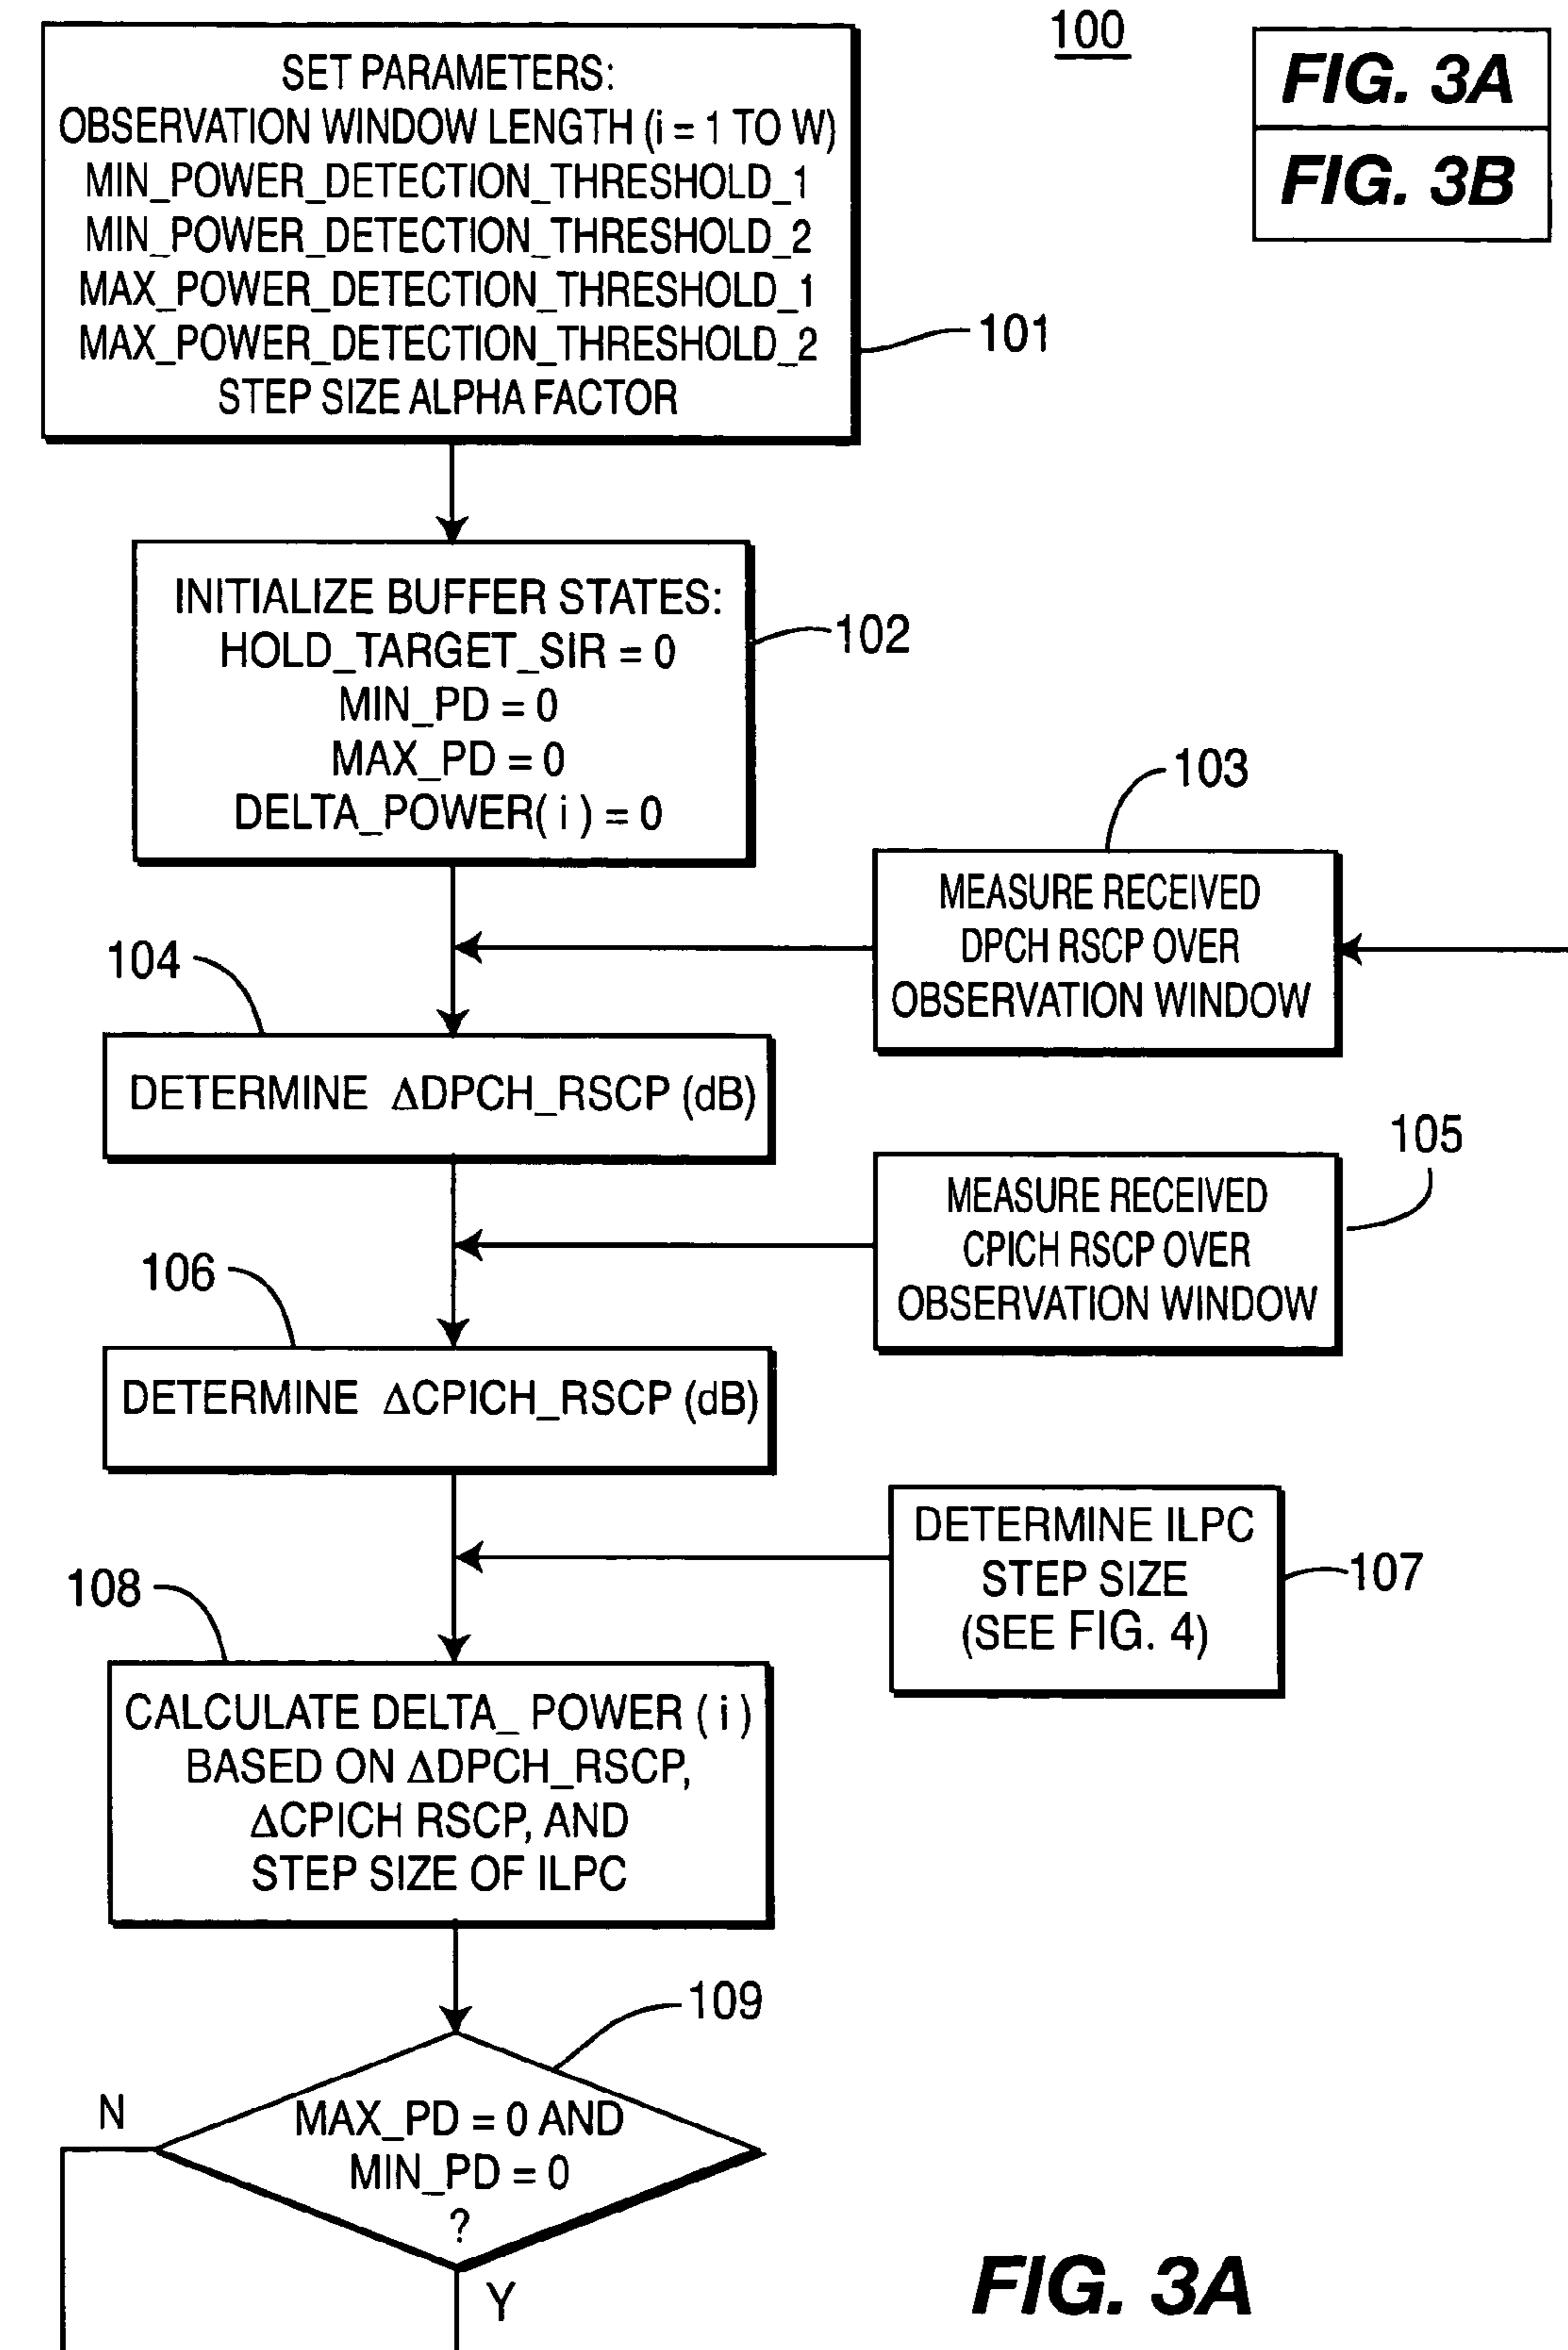 100
FIG. 3A
FIG. 3B
SET PARAMETERS:
OBSERVATION WINDOW LENGTH (i = 1 TO W)
MIN_POWER_DETECTION_THRESHOLD_1
MIN_POWER_DETECTION_THRESHOLD_2
MAX_POWER_DETECTION_THRESHOLD_1
MAX_POWER_DETECTION_THRESHOLD_2
STEP SIZE ALPHA FACTOR
101
INITIALIZE BUFFER STATES:
HOLD_TARGET_SIR = 0
MIN_PD = 0
MAX_PD = 0
DELTA_POWER( i ) = 0
102
103
MEASURE RECEIVED
DPCH RSCP OVER
OBSERVATION WINDOW
104
DETERMINE ΔDPCH_RSCP (dB)
105
MEASURE RECEIVED
CPICH RSCP OVER
OBSERVATION WINDOW
106
DETERMINE ΔCPICH_RSCP (dB)
DETERMINE ILPC
STEP SIZE
(SEE FIG. 4)
107
108
CALCULATE DELTA_ POWER ( i )
BASED ON ΔDPCH_RSCP,
ΔCPICH RSCP, AND
STEP SIZE OF ILPC
109
N
MAX_PD = 0 AND
MIN_PD = 0
?
Y
FIG. 3A